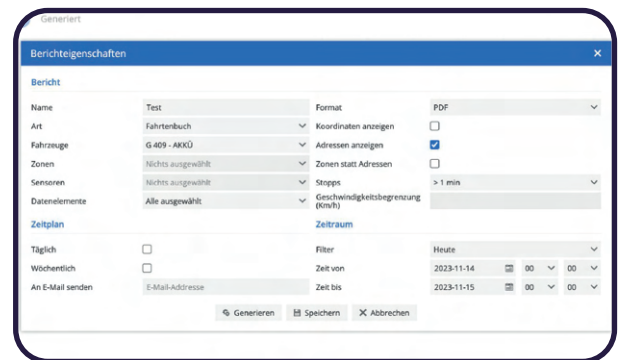 Generiert
Berichteigenschaften
Bericht
Name Test Format PDF
Art Fahrtenbuch Koordinaten anzeigen
Fahrzeuge G 409 - AKKÜ Adressen anzeigen
Zonen Nichts ausgewählt Zonen statt Adressen
Sensoren Nichts ausgewählt Stopps > 1 min
Datenelemente Alle ausgewählt Geschwindigkeitsbegrenzung (Km/h)
Zeitplan Zeitraum
Täglich Filter Heute
Wöchentlich Zeit von 2023-11-14 00 00
An E-Mail senden E-Mail-Addresse Zeit bis 2023-11-15 00 00
Generieren Speichern Abbrechen